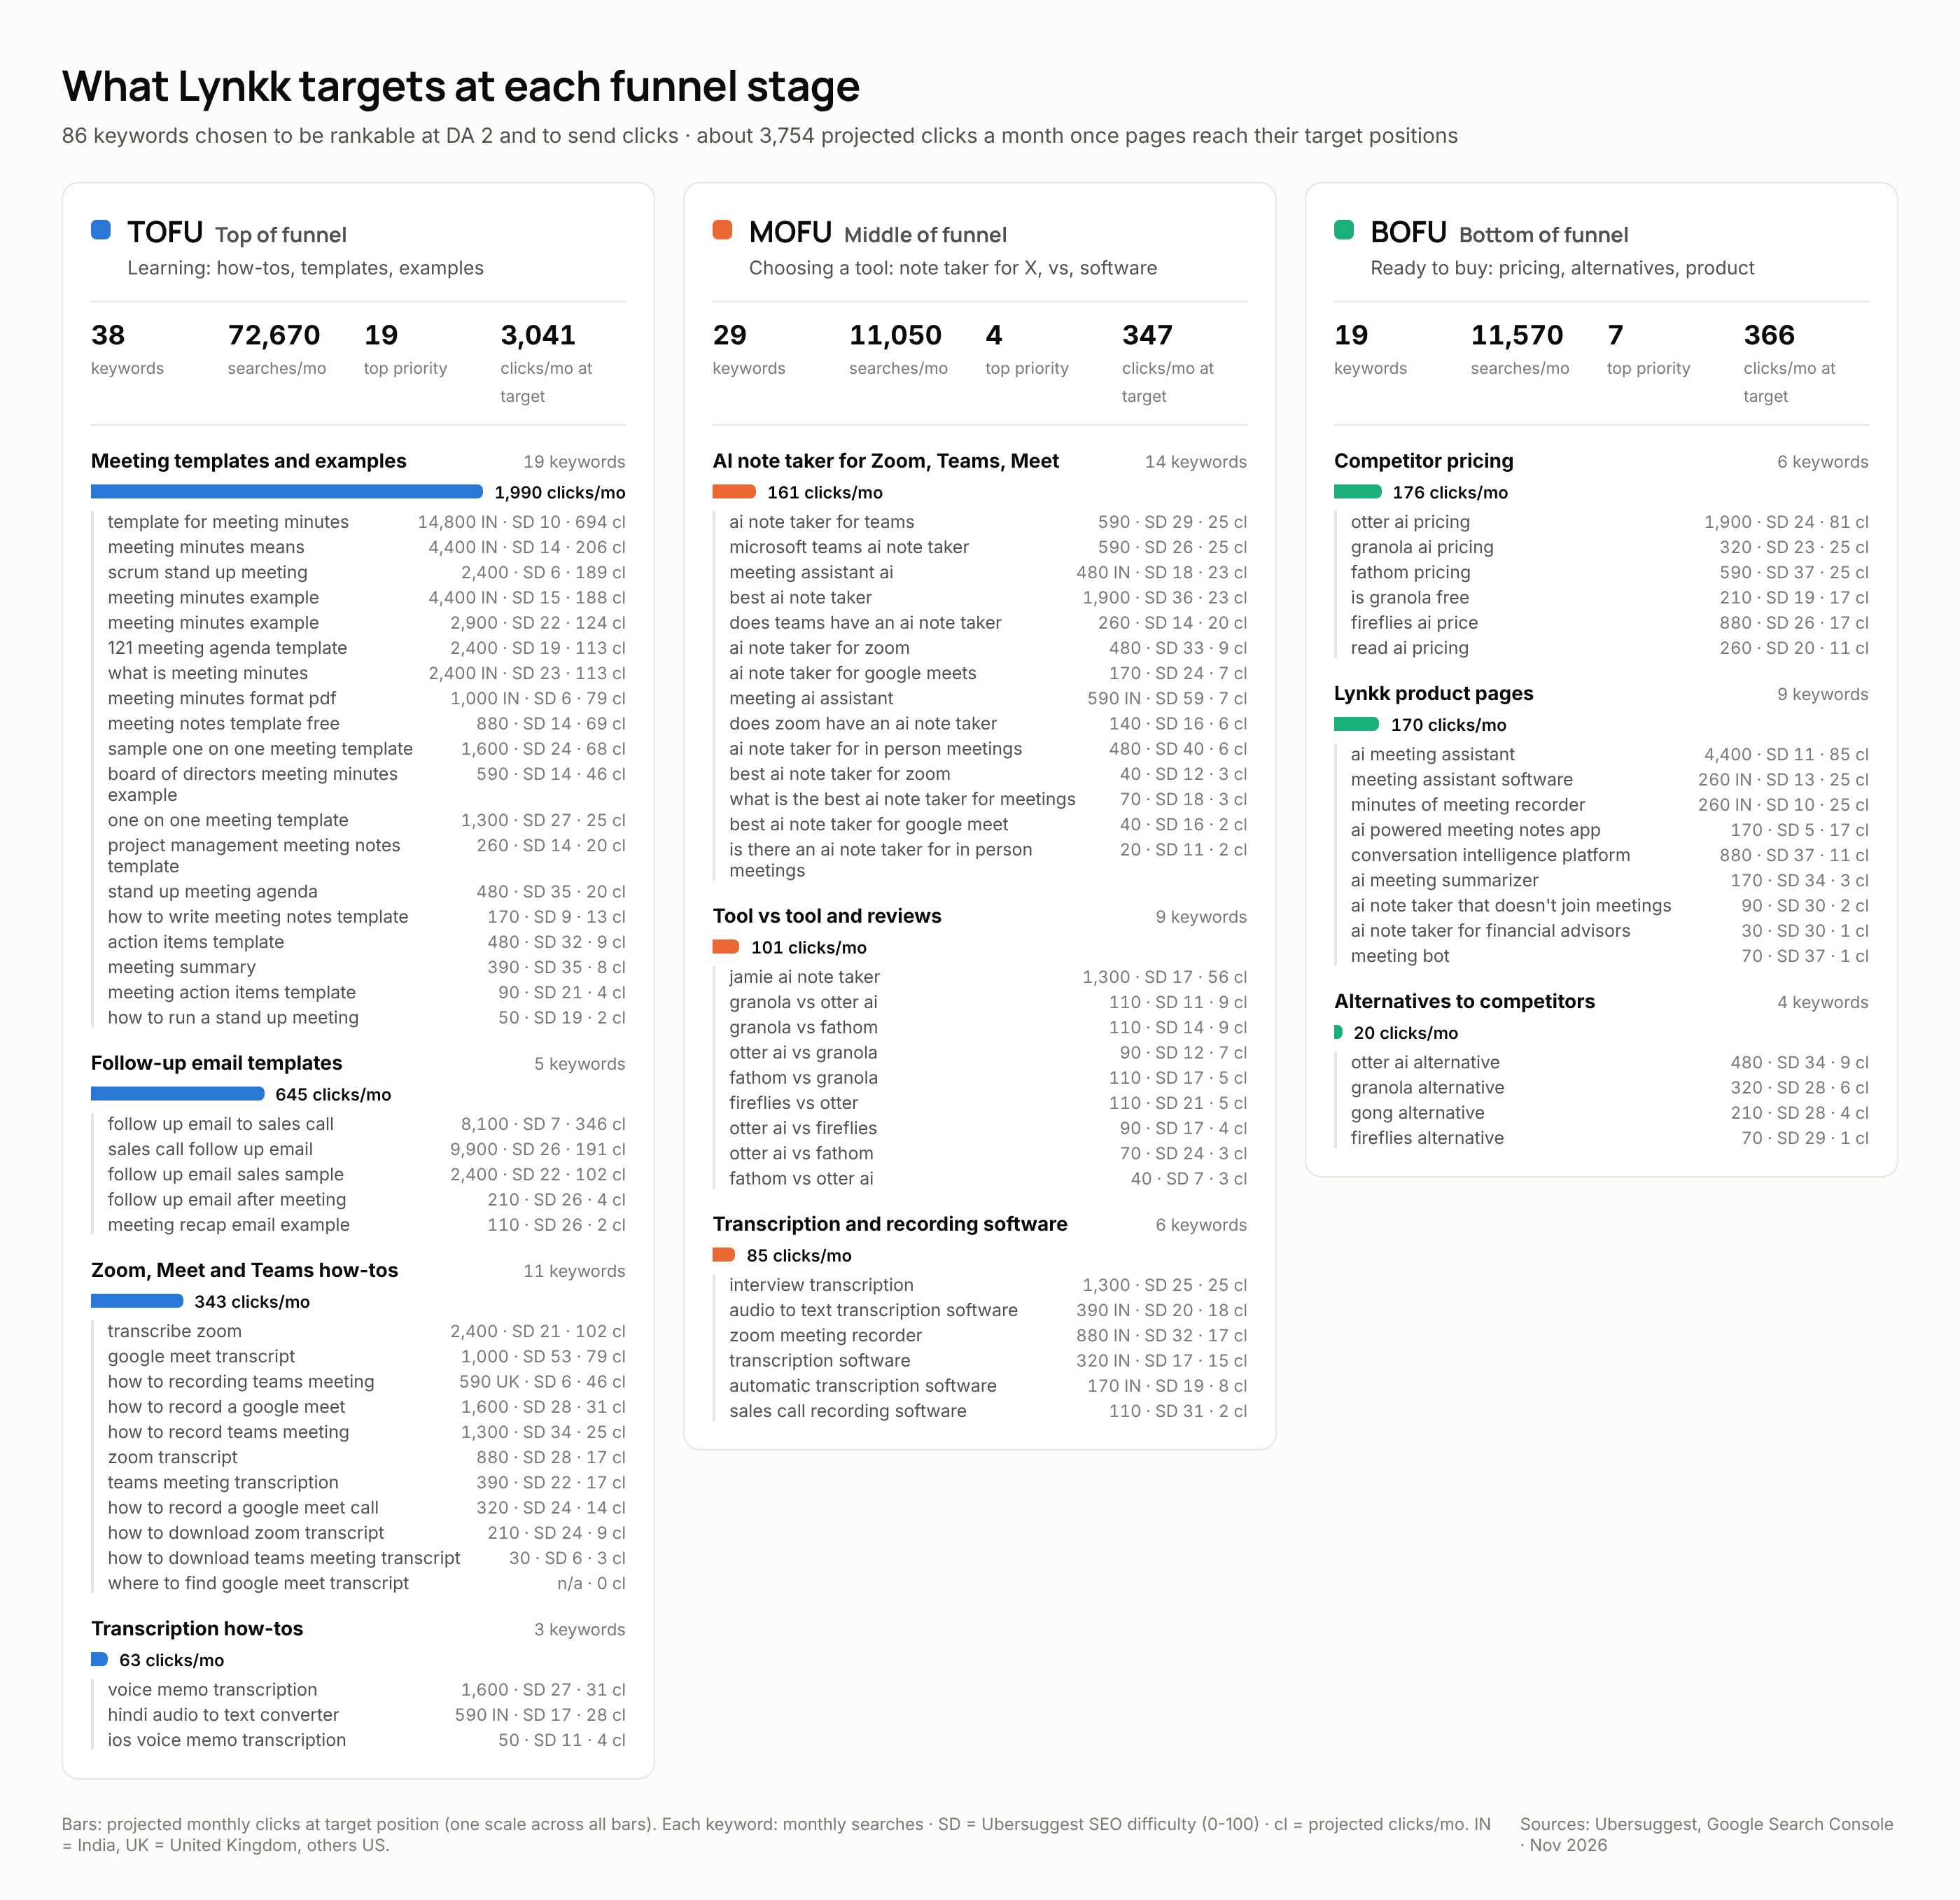 What Lynkk targets at each funnel stage
86 keywords chosen to be rankable at DA 2 and to send clicks · about 3,754 projected clicks a month once pages reach their target positions
TOFU Top of funnel
Learning: how-tos, templates, examples
38 72,670 19 3,041
keywords searches/mo top priority clicks/mo at
target
Meeting templates and examples 19 keywords
1,990 clicks/mo
template for meeting minutes 14,800 IN · SD 10 · 694 cl
meeting minutes means 4,400 IN · SD 14 · 206 cl
scrum stand up meeting 2,400 · SD 6 · 189 cl
meeting minutes example 4,400 IN · SD 15 · 188 cl
meeting minutes example 2,900 · SD 22 · 124 cl
121 meeting agenda template 2,400 · SD 19 · 113 cl
what is meeting minutes 2,400 IN · SD 23 · 113 cl
meeting minutes format pdf 1,000 IN · SD 6 · 79 cl
meeting notes template free 880 · SD 14 · 69 cl
sample one on one meeting template 1,600 · SD 24 · 68 cl
board of directors meeting minutes 590 · SD 14 · 46 cl
example
one on one meeting template 1,300 · SD 27 · 25 cl
project management meeting notes 260 · SD 14 · 20 cl
template
stand up meeting agenda 480 · SD 35 · 20 cl
how to write meeting notes template 170 · SD 9 · 13 cl
action items template 480 · SD 32 · 9 cl
meeting summary 390 · SD 35 · 8 cl
meeting action items template 90 · SD 21 · 4 cl
how to run a stand up meeting 50 · SD 19 · 2 cl
Follow-up email templates 5 keywords
645 clicks/mo
follow up email to sales call 8,100 · SD 7 · 346 cl
sales call follow up email 9,900 · SD 26 · 191 cl
follow up email sales sample 2,400 · SD 22 · 102 cl
follow up email after meeting 210 · SD 26 · 4 cl
meeting recap email example 110 · SD 26 · 2 cl
Zoom, Meet and Teams how-tos 11 keywords
343 clicks/mo
transcribe zoom 2,400 · SD 21 · 102 cl
google meet transcript 1,000 · SD 53 · 79 cl
how to recording teams meeting 590 UK · SD 6 · 46 cl
how to record a google meet 1,600 · SD 28 · 31 cl
how to record teams meeting 1,300 · SD 34 · 25 cl
zoom transcript 880 · SD 28 · 17 cl
teams meeting transcription 390 · SD 22 · 17 cl
how to record a google meet call 320 · SD 24 · 14 cl
how to download zoom transcript 210 · SD 24 · 9 cl
how to download teams meeting transcript 30 · SD 6 · 3 cl
where to find google meet transcript n/a · 0 cl
Transcription how-tos 3 keywords
63 clicks/mo
voice memo transcription 1,600 · SD 27 · 31 cl
hindi audio to text converter 590 IN · SD 17 · 28 cl
ios voice memo transcription 50 · SD 11 · 4 cl
MOFU Middle of funnel
Choosing a tool: note taker for X, vs, software
29 11,050 4 347
keywords searches/mo top priority clicks/mo at
target
AI note taker for Zoom, Teams, Meet 14 keywords
161 clicks/mo
ai note taker for teams 590 · SD 29 · 25 cl
microsoft teams ai note taker 590 · SD 26 · 25 cl
meeting assistant ai 480 IN · SD 18 · 23 cl
best ai note taker 1,900 · SD 36 · 23 cl
does teams have an ai note taker 260 · SD 14 · 20 cl
ai note taker for zoom 480 · SD 33 · 9 cl
ai note taker for google meets 170 · SD 24 · 7 cl
meeting ai assistant 590 IN · SD 59 · 7 cl
does zoom have an ai note taker 140 · SD 16 · 6 cl
ai note taker for in person meetings 480 · SD 40 · 6 cl
best ai note taker for zoom 40 · SD 12 · 3 cl
what is the best ai note taker for meetings 70 · SD 18 · 3 cl
best ai note taker for google meet 40 · SD 16 · 2 cl
is there an ai note taker for in person 20 · SD 11 · 2 cl
meetings
Tool vs tool and reviews 9 keywords
101 clicks/mo
jamie ai note taker 1,300 · SD 17 · 56 cl
granola vs otter ai 110 · SD 11 · 9 cl
granola vs fathom 110 · SD 14 · 9 cl
otter ai vs granola 90 · SD 12 · 7 cl
fathom vs granola 110 · SD 17 · 5 cl
fireflies vs otter 110 · SD 21 · 5 cl
otter ai vs fireflies 90 · SD 17 · 4 cl
otter ai vs fathom 70 · SD 24 · 3 cl
fathom vs otter ai 40 · SD 7 · 3 cl
Transcription and recording software 6 keywords
85 clicks/mo
interview transcription 1,300 · SD 25 · 25 cl
audio to text transcription software 390 IN · SD 20 · 18 cl
zoom meeting recorder 880 IN · SD 32 · 17 cl
transcription software 320 IN · SD 17 · 15 cl
automatic transcription software 170 IN · SD 19 · 8 cl
sales call recording software 110 · SD 31 · 2 cl
BOFU Bottom of funnel
Ready to buy: pricing, alternatives, product
19 11,570 7 366
keywords searches/mo top priority clicks/mo at
target
Competitor pricing 6 keywords
176 clicks/mo
otter ai pricing 1,900 · SD 24 · 81 cl
granola ai pricing 320 · SD 23 · 25 cl
fathom pricing 590 · SD 37 · 25 cl
is granola free 210 · SD 19 · 17 cl
fireflies ai price 880 · SD 26 · 17 cl
read ai pricing 260 · SD 20 · 11 cl
Lynkk product pages 9 keywords
170 clicks/mo
ai meeting assistant 4,400 · SD 11 · 85 cl
meeting assistant software 260 IN · SD 13 · 25 cl
minutes of meeting recorder 260 IN · SD 10 · 25 cl
ai powered meeting notes app 170 · SD 5 · 17 cl
conversation intelligence platform 880 · SD 37 · 11 cl
ai meeting summarizer 170 · SD 34 · 3 cl
ai note taker that doesn't join meetings 90 · SD 30 · 2 cl
ai note taker for financial advisors 30 · SD 30 · 1 cl
meeting bot 70 · SD 37 · 1 cl
Alternatives to competitors 4 keywords
20 clicks/mo
otter ai alternative 480 · SD 34 · 9 cl
granola alternative 320 · SD 28 · 6 cl
gong alternative 210 · SD 28 · 4 cl
fireflies alternative 70 · SD 29 · 1 cl
Bars: projected monthly clicks at target position (one scale across all bars). Each keyword: monthly searches · SD = Ubersuggest SEO difficulty (0-100) · cl = projected clicks/mo. IN
= India, UK = United Kingdom, others US.
Sources: Ubersuggest, Google Search Console
· Nov 2026